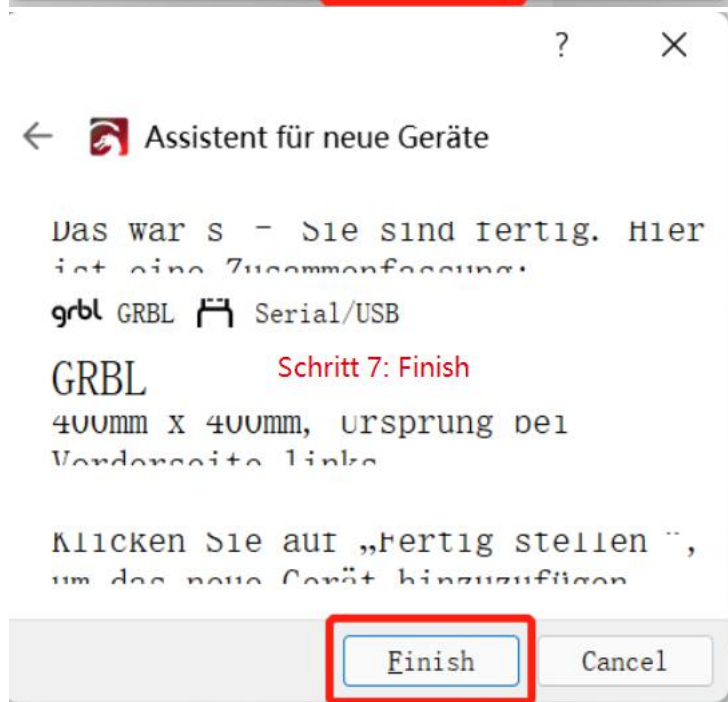 ?
Assistent für neue Geräte
Das war s - Sie sind fertig. Hier
ist eine Zusammenfassung:
grbl GRBL Serial/USB
GRBL
Schritt 7: Finish
400mm x 400mm, Ursprung bei
Vorderseite links
Klicken Sie auf „Fertig stellen ",
um das neue Gerät hinzuzufügen
Finish
Cancel